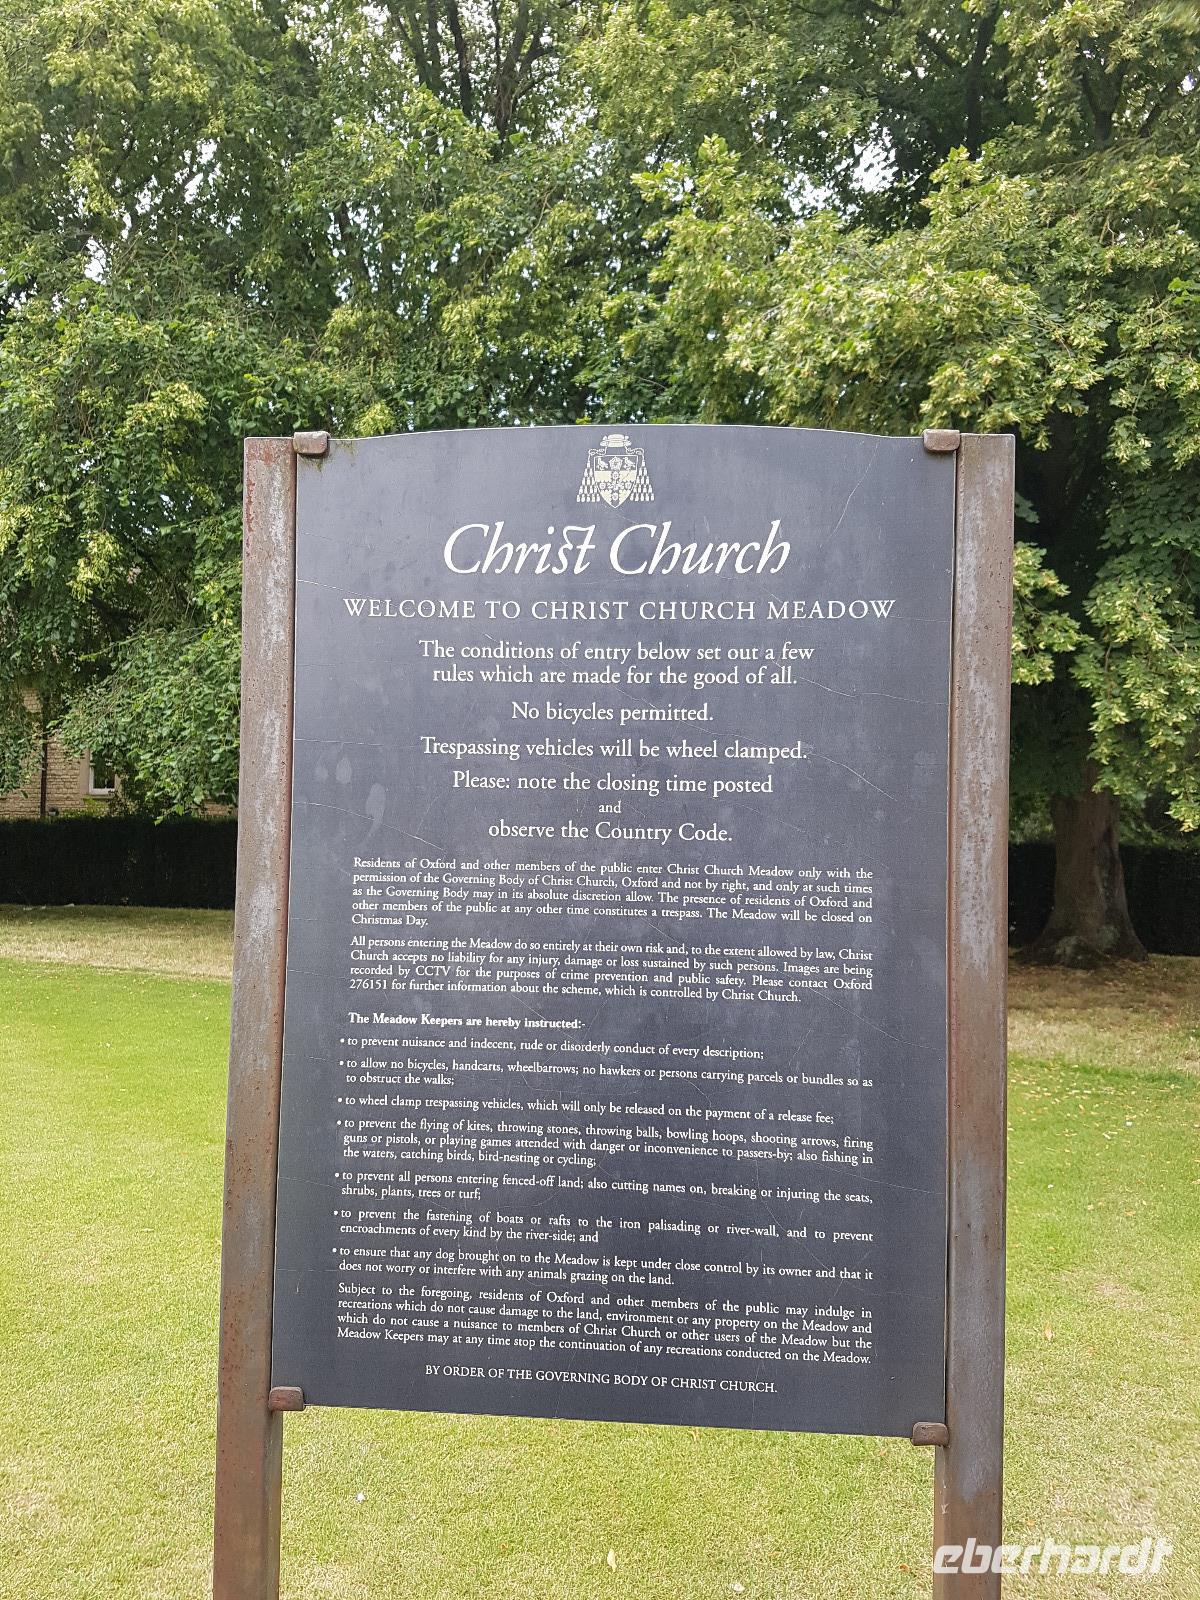 Christ Church
WELCOME TO CHRIST CHURCH MEADOW
The conditions of entry below set out a few
rules which are made for the good of all.
No bicycles permitted.
Trespassing vehicles will be wheel clamped.
Please: note the closing time posted
and
observe the Country Code.
Residents of Oxford and other members of the public enter Christ Church Meadow only with the
permission of the Governing Body of Christ Church, Oxford and not by right, and only at such times
as the Governing Body may in its absolute discretion allow. The presence of residents of Oxford and
other members of the public at any other time constitutes a trespass. The Meadow will be closed on
Christmas Day.
All persons entering the Meadow do so entirely at their own risk and, to the extent allowed by law, Christ
Church accepts no liability for any injury, damage or loss sustained by such persons. Images are being
recorded by CCTV for the purposes of crime prevention and public safety. Please contact Oxford
276151 for further information about the scheme, which is controlled by Christ Church.
The Meadow Keepers are hereby instructed:-
• to prevent nuisance and indecent, rude or disorderly conduct of every description;
• to allow no bicycles, handcarts, wheelbarrows; no hawkers or persons carrying parcels or bundles so as
to obstruct the walks;
• to wheel clamp trespassing vehicles, which will only be released on the payment of a release fee;
• to prevent the flying of kites, throwing stones, throwing balls, bowling hoops, shooting arrows, firing
guns or pistols, or playing games attended with danger or inconvenience to passers-by; also fishing in
the waters, catching birds, bird-nesting or cycling;
• to prevent all persons entering fenced-off land; also cutting names on, breaking or injuring the seats,
shrubs, plants, trees or turf;
• to prevent the fastening of boats or rafts to the iron palisading or river-wall, and to prevent
encroachments of every kind by the river-side; and
• to ensure that any dog brought on to the Meadow is kept under close control by its owner and that it
does not worry or interfere with any animals grazing on the land.
Subject to the foregoing, residents of Oxford and other members of the public may indulge in
recreations which do not cause damage to the land, environment or any property on the Meadow and
which do not cause a nuisance to members of Christ Church or other users of the Meadow but the
Meadow Keepers may at any time stop the continuation of any recreations conducted on the Meadow.
BY ORDER OF THE GOVERNING BODY OF CHRIST CHURCH.
eberhardt